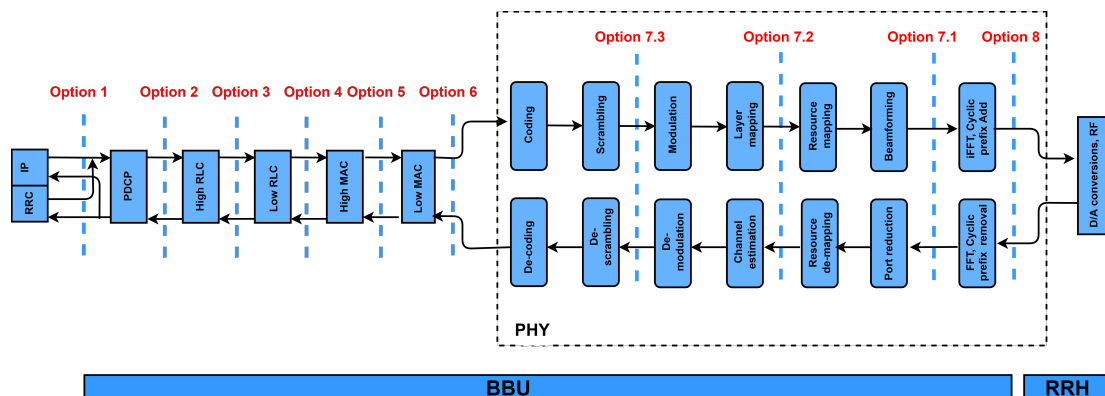 Option 7.3
Option 7.2
Option 7.1
Option 8
Option 1
Option 2
Option 3
Option 4
Option 5
Option 6
Coding
Scrambling
Modulation
Layer
mapping
Resource
mapping
Beamforming
iFFT, Cyclic
prefix Add
IP
RRC
PDCP
High RLC
Low RLC
High MAC
Low MAC
D/A conversions, RF
De-coding
De-
scrambling
De-
modulation
Channel
estimation
Resource
de-mapping
Port reduction
FFT, Cyclic
prefix removal
PHY
BBU
RRH